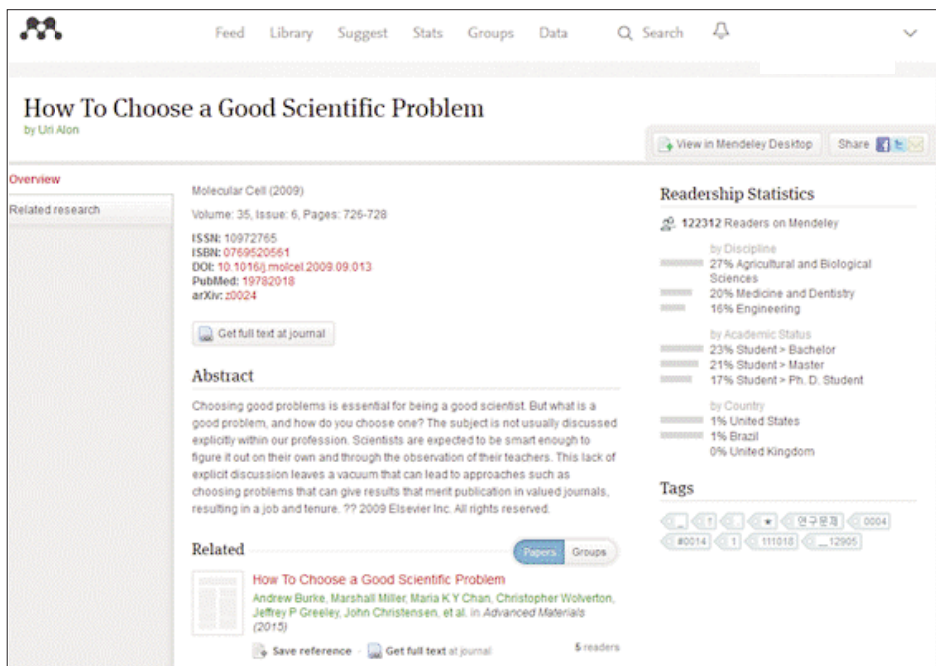 Feed Library Suggest Stats Groups Data Search
How To Choose a Good Scientific Problem
by Uri Alon
View in Mendeley Desktop Share
Overview
Related research
Molecular Cell (2009)
Volume: 35, Issue: 6, Pages: 726-728
ISSN: 10972765
ISBN: 0769520561
DOI: 10.1016/j.molcel.2009.09.013
PubMed: 19782018
arXiv: z0024
Get full text at journal
Abstract
Choosing good problems is essential for being a good scientist. But what is a
good problem, and how do you choose one? The subject is not usually discussed
explicitly within our profession. Scientists are expected to be smart enough to
figure it out on their own and through the observation of their teachers. This lack of
explicit discussion leaves a vacuum that can lead to approaches such as
choosing problems that can give results that merit publication in valued journals,
resulting in a job and tenure. ?? 2009 Elsevier Inc. All rights reserved.
Related Papers Groups
How To Choose a Good Scientific Problem
Andrew Burke, Marshall Miller, Maria K Y Chan, Christopher Wolverton,
Jeffrey P Greeley, John Christensen, et al. in Advanced Materials
(2015)
Save reference · Get full text at journal 5 readers
Readership Statistics
122312 Readers on Mendeley
by Discipline
27% Agricultural and Biological
Sciences
20% Medicine and Dentistry
16% Engineering
by Academic Status
23% Student > Bachelor
21% Student > Master
17% Student > Ph. D. Student
by Country
1% United States
1% Brazil
0% United Kingdom
Tags
_ ! . * 연구문제 0004
#0014 1 111018 __12905